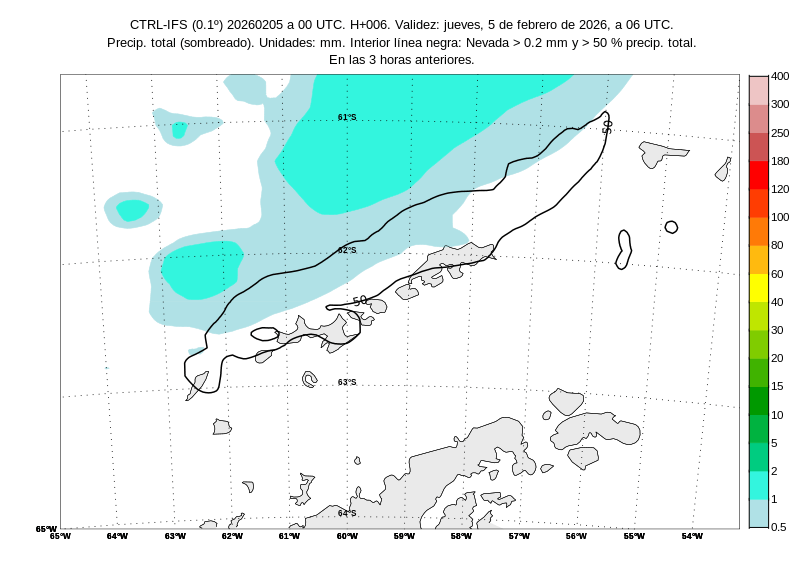 CTRL-IFS (0.1º) 20260205 a 00 UTC. H+006. Validez: jueves, 5 de febrero de 2026, a 06 UTC.
Precip. total (sombreado). Unidades: mm. Interior línea negra: Nevada > 0.2 mm y > 50 % precip. total.
En las 3 horas anteriores.
400
300
250
200
180
120
100
80
60
50
40
30
20
15
10
5
2
1
0.5
61°S
62°S
63°S
64°S
50
50
65°W
65°W
64°W
63°W
62°W
61°W
60°W
59°W
58°W
57°W
56°W
55°W
54°W